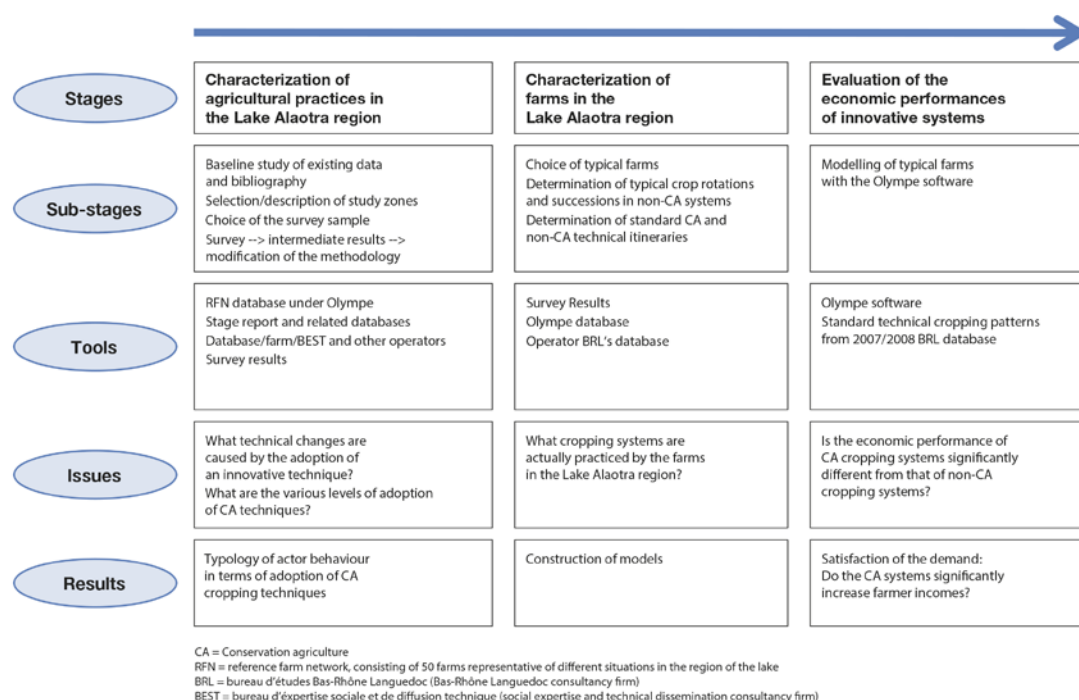 Stages
Characterization of
agricultural practices in
the Lake Alaotra region
Characterization of
farms in the
Lake Alaotra region
Evaluation of the
economic performances
of innovative systems
Sub-stages
Baseline study of existing data
and bibliography
Selection/description of study zones
Choice of the survey sample
Survey --> intermediate results -->
modification of the methodology
Choice of typical farms
Determination of typical crop rotations
and successions in non-CA systems
Determination of standard CA and
non-CA technical itineraries
Modelling of typical farms
with the Olympe software
Tools
RFN database under Olympe
Stage report and related databases
Database/farm/BEST and other operators
Survey results
Survey Results
Olympe database
Operator BRL's database
Olympe software
Standard technical cropping patterns
from 2007/2008 BRL database
Issues
What technical changes are
caused by the adoption of
an innovative technique?
What are the various levels of adoption
of CA techniques?
What cropping systems are
actually practiced by the farms
in the Lake Alaotra region?
Is the economic performance of
CA cropping systems significantly
different from that of non-CA
cropping systems?
Results
Typology of actor behaviour
in terms of adoption of CA
cropping techniques
Construction of models
Satisfaction of the demand:
Do the CA systems significantly
increase farmer incomes?
CA = Conservation agriculture
RFN = reference farm network, consisting of 50 farms representative of different situations in the region of the lake
BRL = bureau d'études Bas-Rhône Languedoc (Bas-Rhône Languedoc consultancy firm)
BEST = bureau d'éxpertise sociale et de diffusion technique (social expertise and technical dissemination consultancy firm)